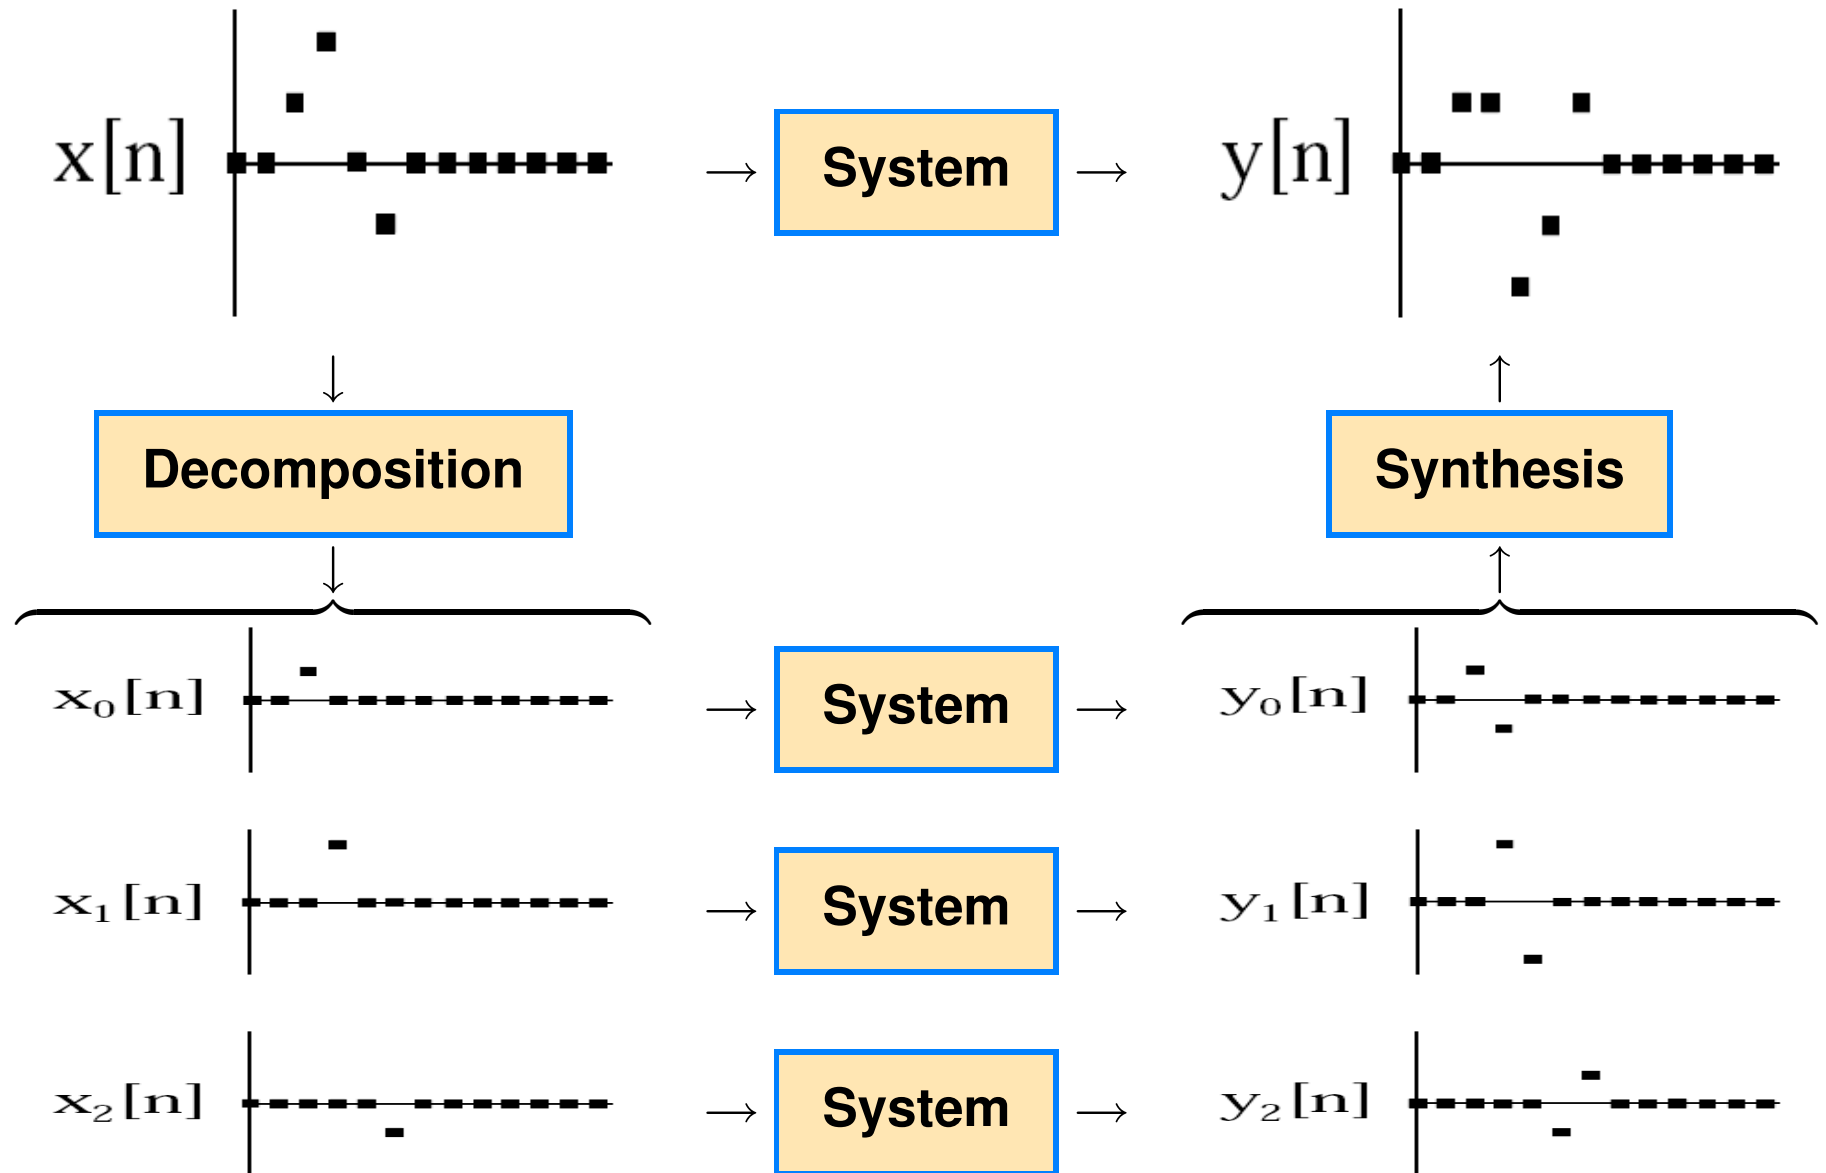 x[n] → System → y[n]
↓ ↑
Decomposition Synthesis
↓ ↑
x₀[n] → System → y₀[n]
x₁[n] → System → y₁[n]
x₂[n] → System → y₂[n]